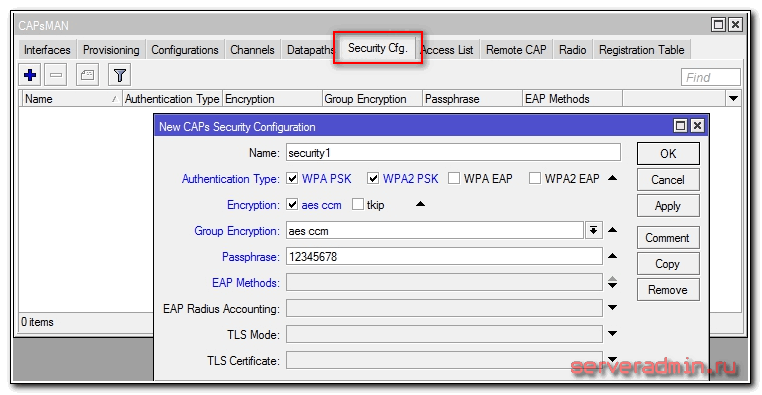 CAPsMAN
Interfaces Provisioning Configurations Channels Datapaths Security Cfg. Access List Remote CAP Radio Registration Table
Find
Name Authentication Type Encryption Group Encryption Passphrase EAP Methods
New CAPs Security Configuration
Name: security1 OK
Authentication Type: WPA PSK WPA2 PSK WPA EAP WPA2 EAP Cancel
Encryption: aes ccm tkip Apply
Group Encryption: aes ccm Comment
Passphrase: 12345678 Copy
EAP Methods: Remove
EAP Radius Accounting:
0 items
TLS Mode:
TLS Certificate:
serveradmin.ru